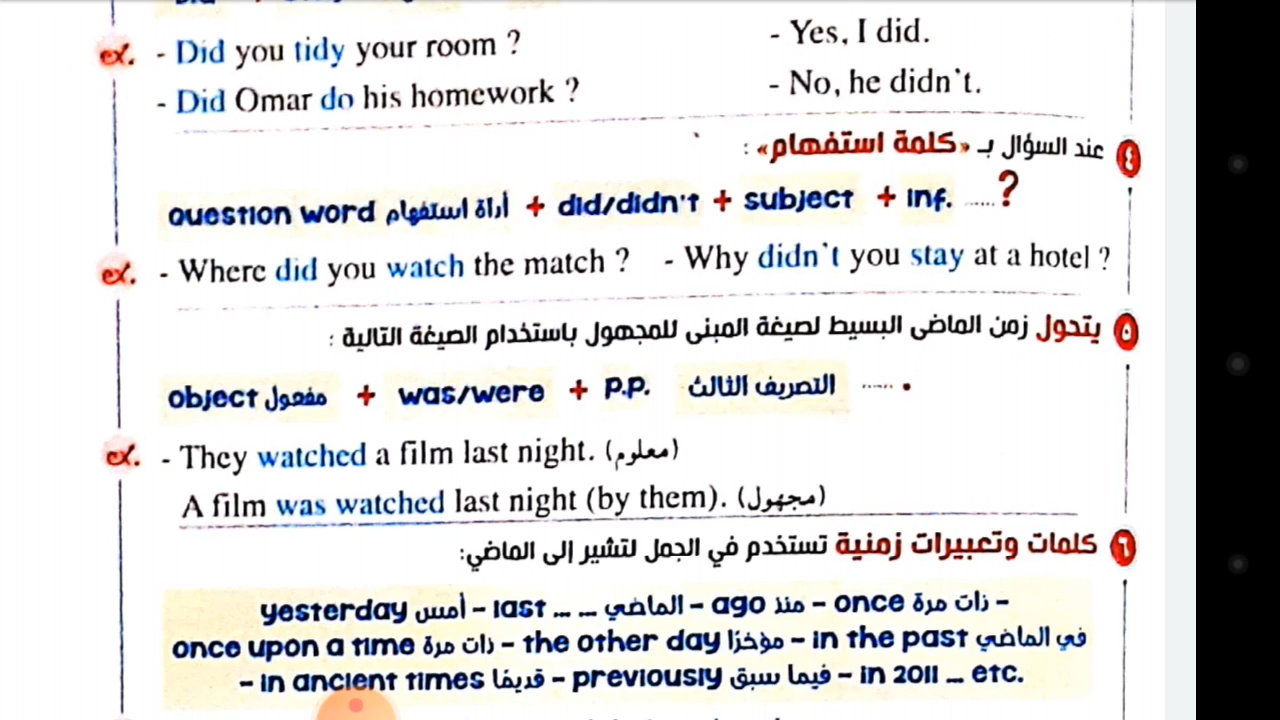 ex. - Did you tidy your room ? - Yes, I did.
- Did Omar do his homework ? - No, he didn't.
٤ عند السؤال بـ «كلمة استفهام» :
Question word أداة استفهام + did/didn't + subject + inf. ......?
ex. - Where did you watch the match ? - Why didn't you stay at a hotel ?
٥ يتحول زمن الماضى البسيط لصيغة المبنى للمجهول باستخدام الصيغة التالية :
object مفعول + was/were + p.p. التصريف الثالث ...... .
ex. - They watched a film last night. (معلوم)
A film was watched last night (by them). (مجهول)
٦ كلمات وتعبيرات زمنية تستخدم في الجمل لتشير إلى الماضي:
yesterday أمس – last ... ... الماضي – ago منذ – once ذات مرة –
once upon a time ذات مرة – the other day مؤخرًا – in the past في الماضي
– in ancient times قديمًا – previously فيما سبق – in 2011 ... etc.